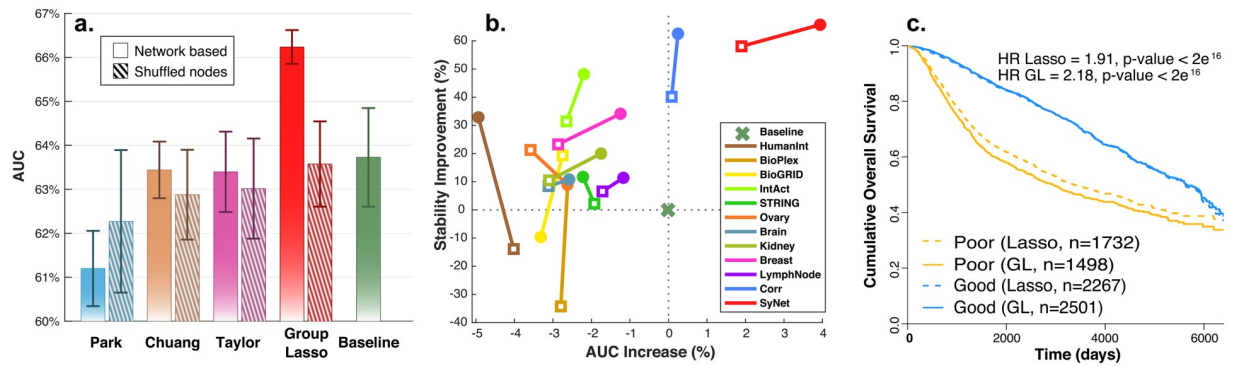 a.
67%
66%
65%
64%
63%
62%
61%
60%
AUC
Network based
Shuffled nodes
Park
Chuang
Taylor
Group
Lasso
Baseline
b.
Stability Improvement (%)
60
50
40
30
20
10
0
-10
-20
-30
-40
-5
-4
-3
-2
-1
0
1
2
3
4
AUC Increase (%)
Baseline
HumanInt
BioPlex
BioGRID
IntAct
STRING
Ovary
Brain
Kidney
Breast
LymphNode
Corr
SyNet
c.
Cumulative Overall Survival
1.0
0.8
0.6
0.4
0.2
0.0
HR Lasso = 1.91, p-value < 2e16
HR GL = 2.18, p-value < 2e16
Poor (Lasso, n=1732)
Poor (GL, n=1498)
Good (Lasso, n=2267)
Good (GL, n=2501)
0
2000
4000
6000
Time (days)